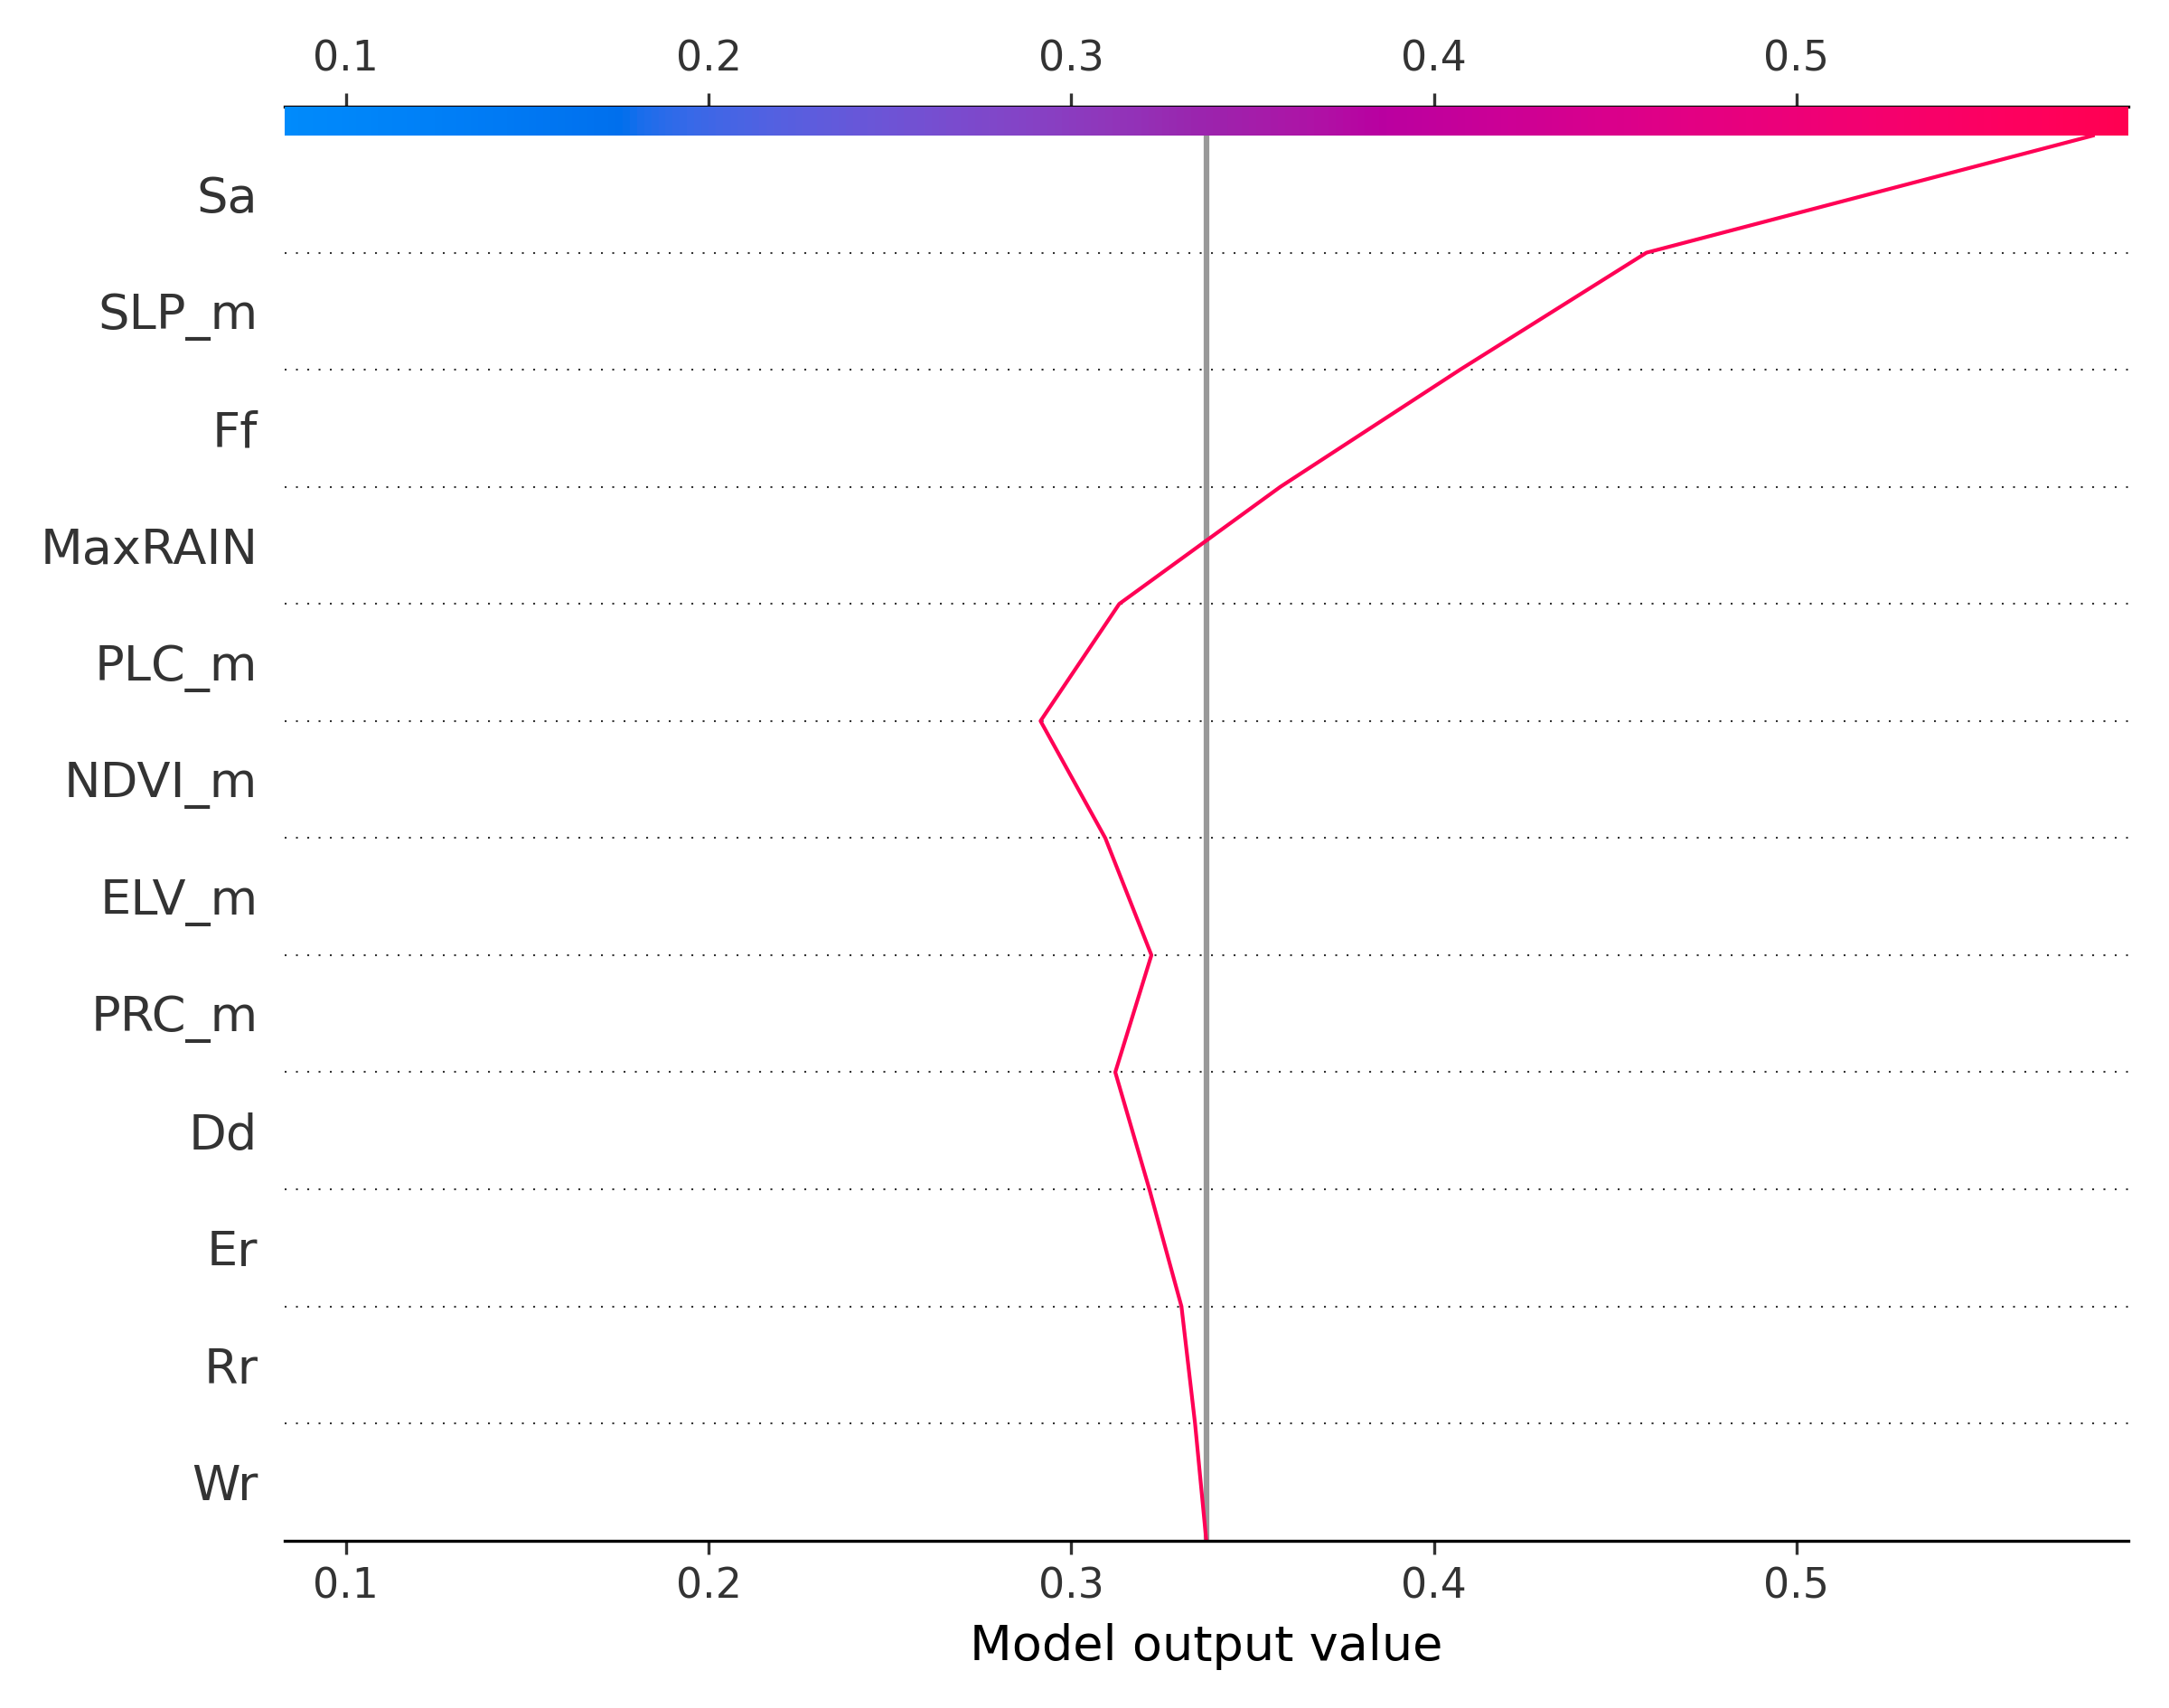 0.1 0.2 0.3 0.4 0.5
Sa
SLP_m
Ff
MaxRAIN
PLC_m
NDVI_m
ELV_m
PRC_m
Dd
Er
Rr
Wr
0.1 0.2 0.3 0.4 0.5
Model output value